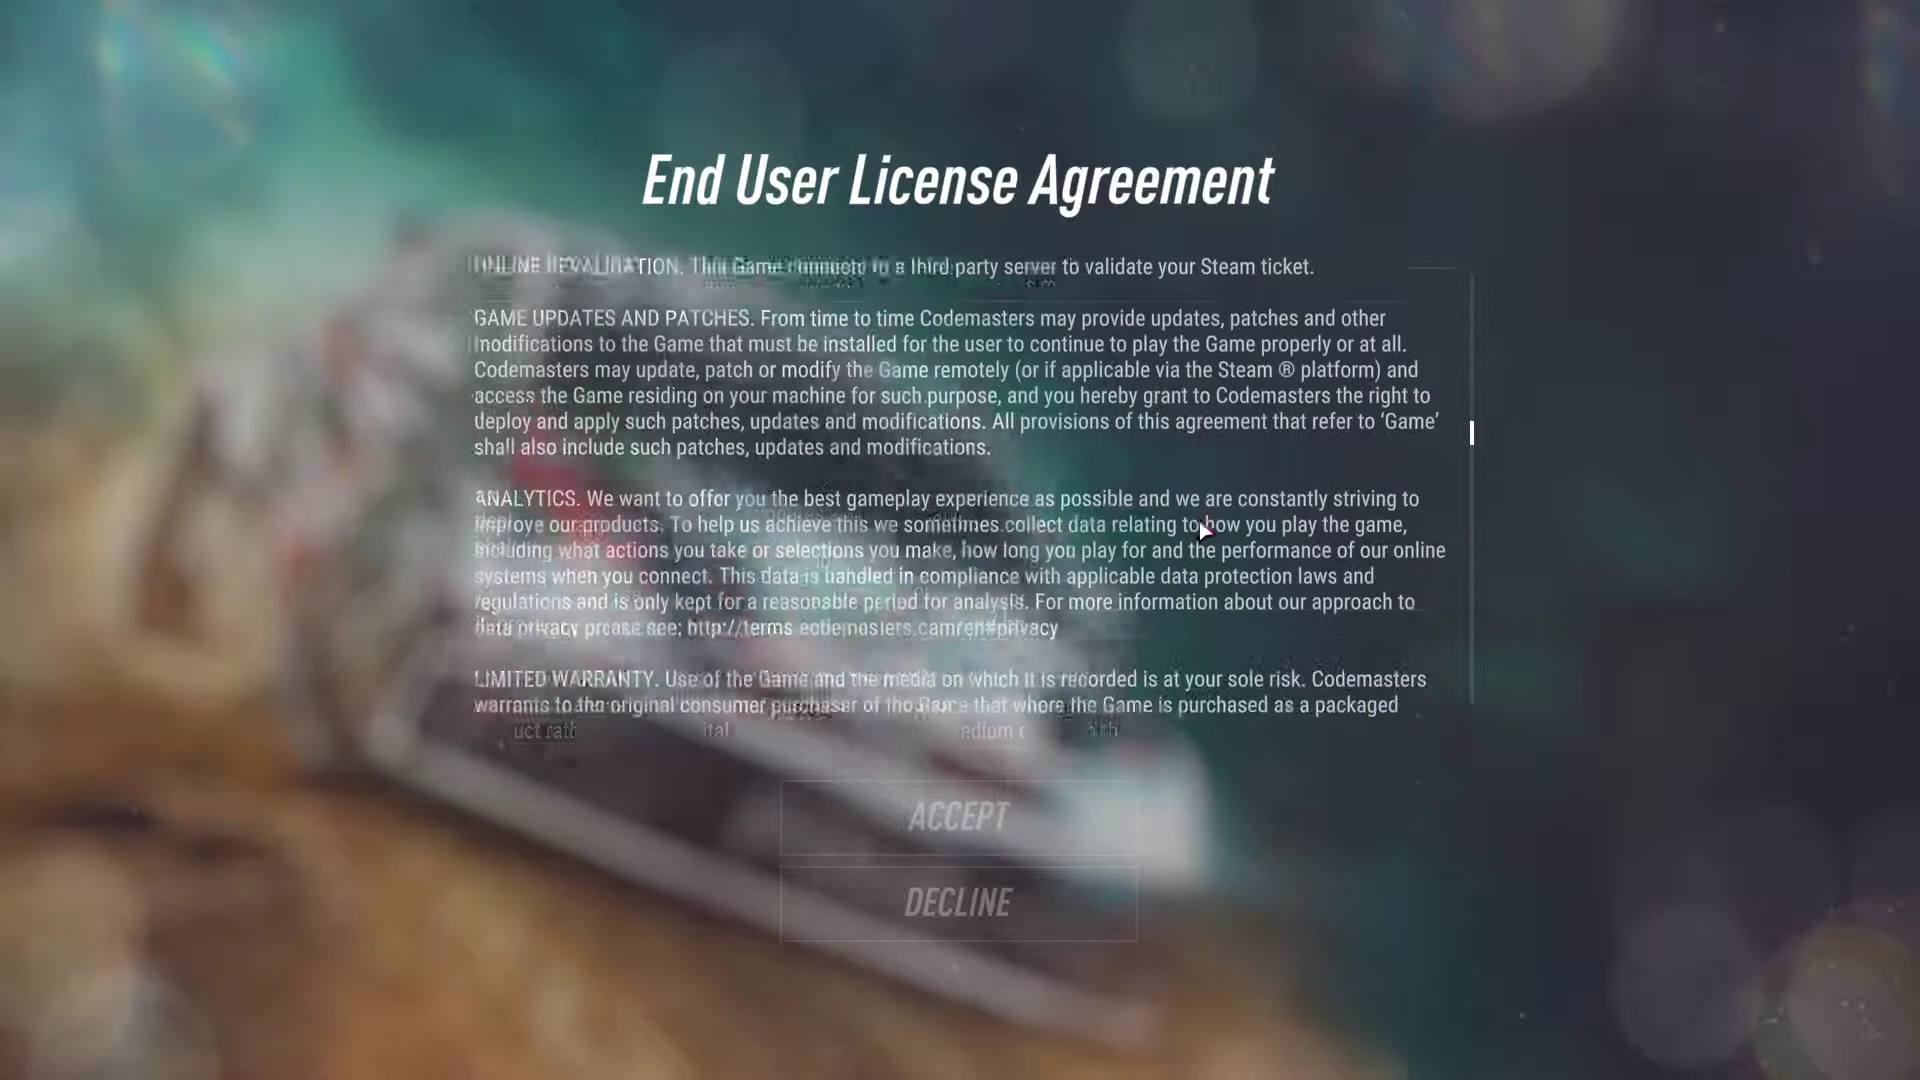 End User License Agreement
ONLINE REVALIDATION. This Game connects to a third party server to validate your Steam ticket.
GAME UPDATES AND PATCHES. From time to time Codemasters may provide updates, patches and other
modifications to the Game that must be installed for the user to continue to play the Game properly or at all.
Codemasters may update, patch or modify the Game remotely (or if applicable via the Steam ® platform) and
access the Game residing on your machine for such purpose, and you hereby grant to Codemasters the right to
deploy and apply such patches, updates and modifications. All provisions of this agreement that refer to ‘Game’
shall also include such patches, updates and modifications.
ANALYTICS. We want to offer you the best gameplay experience as possible and we are constantly striving to
improve our products. To help us achieve this we sometimes collect data relating to how you play the game,
including what actions you take or selections you make, how long you play for and the performance of our online
systems when you connect. This data is handled in compliance with applicable data protection laws and
regulations and is only kept for a reasonable period for analysis. For more information about our approach to
data privacy please see:
LIMITED WARRANTY. Use of the Game and the media on which it is recorded is at your sole risk. Codemasters
warrants to the original consumer purchaser of the Game that where the Game is purchased as a packaged
ACCEPT
DECLINE